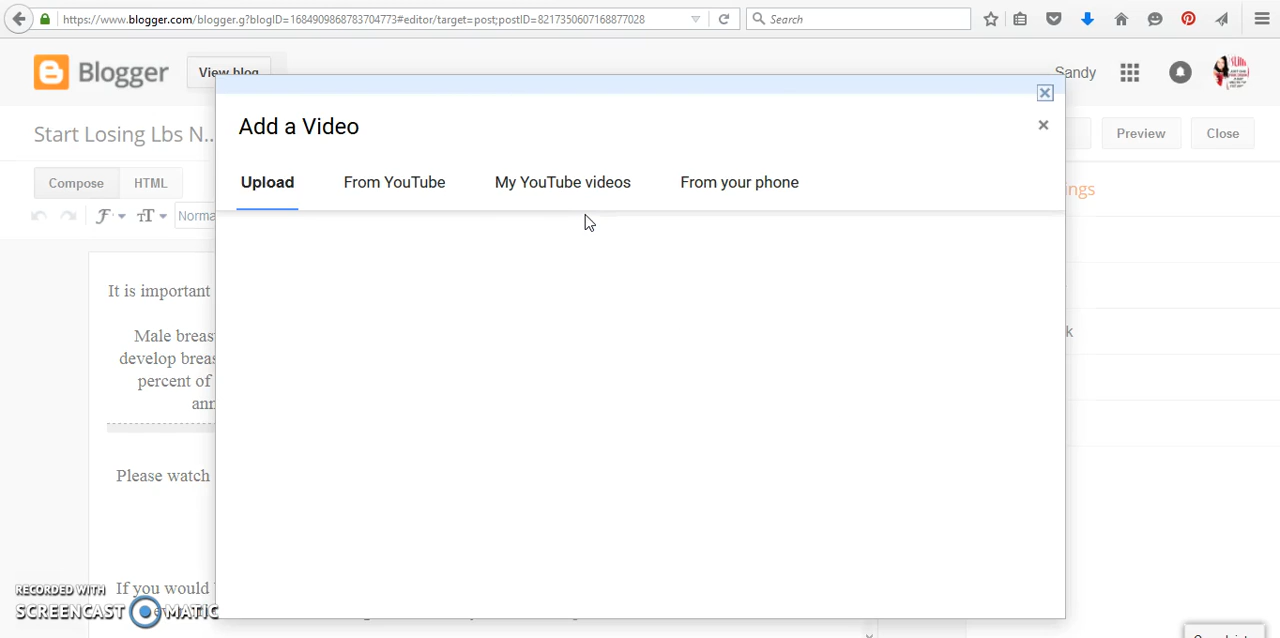 https://www.blogger.com/blogger.g?blogID=1684909868783704773#editor/target=post;postID=8217350607168877028
Search
Blogger
View blog
Sandy
Add a Video
Start Losing Lbs N...
Preview
Close
Upload
From YouTube
My YouTube videos
From your phone
Compose
HTML
ings
Norma
It is important
Male breas
develop breas
percent of
ann
k
Please watch
If you would
RECORDED WITH
SCREENCAST MATIC